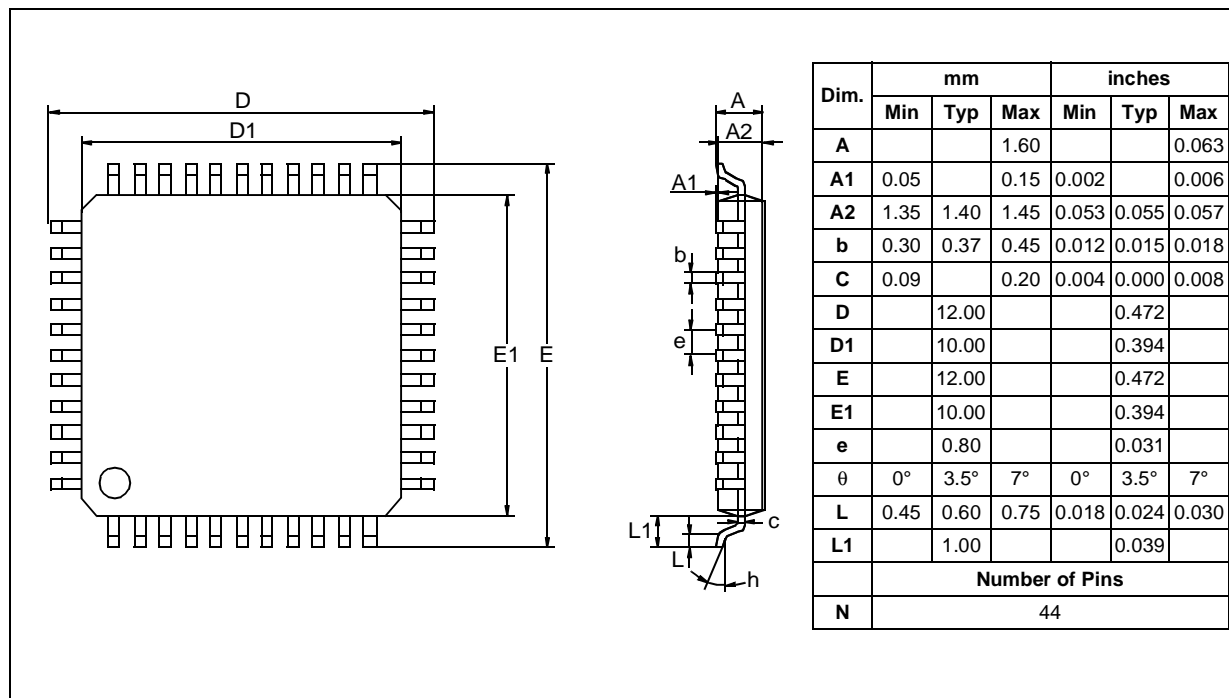 D
D1
A
A2
A1
b
e
E1 E
L1
L
c
h
Dim. mm inches
Min Typ Max Min Typ Max
A 1.60 0.063
A1 0.05 0.15 0.002 0.006
A2 1.35 1.40 1.45 0.053 0.055 0.057
b 0.30 0.37 0.45 0.012 0.015 0.018
C 0.09 0.20 0.004 0.000 0.008
D 12.00 0.472
D1 10.00 0.394
E 12.00 0.472
E1 10.00 0.394
e 0.80 0.031
θ 0° 3.5° 7° 0° 3.5° 7°
L 0.45 0.60 0.75 0.018 0.024 0.030
L1 1.00 0.039
Number of Pins
N 44